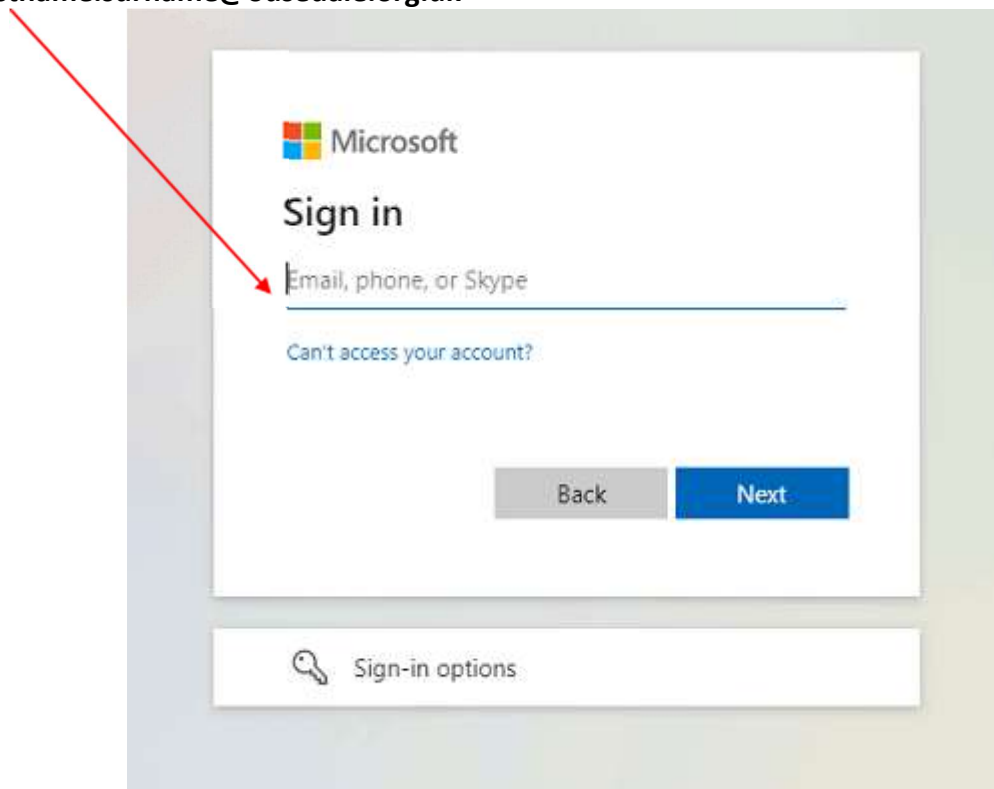 Microsoft
Sign in
Email, phone, or Skype
Can't access your account?
Back
Next
Sign-in options